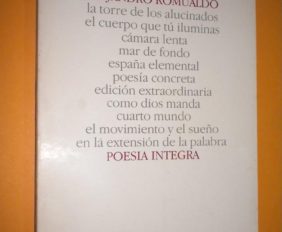 ROMUALDO
la torre de los alucinados
el cuerpo que tú iluminas
cámara lenta
mar de fondo
españa elemental
poesía concreta
edición extraordinaria
como dios manda
cuarto mundo
el movimiento y el sueño
en la extensión de la palabra
POESIA INTEGRA